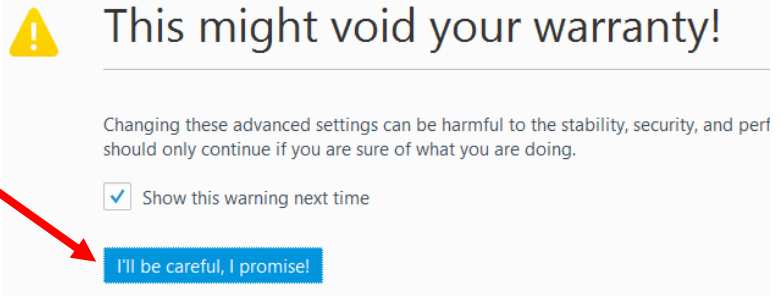 This might void your warranty!
Changing these advanced settings can be harmful to the stability, security, and
should only continue if you are sure of what you are doing.
Show this warning next time
I'll be careful, I promise!